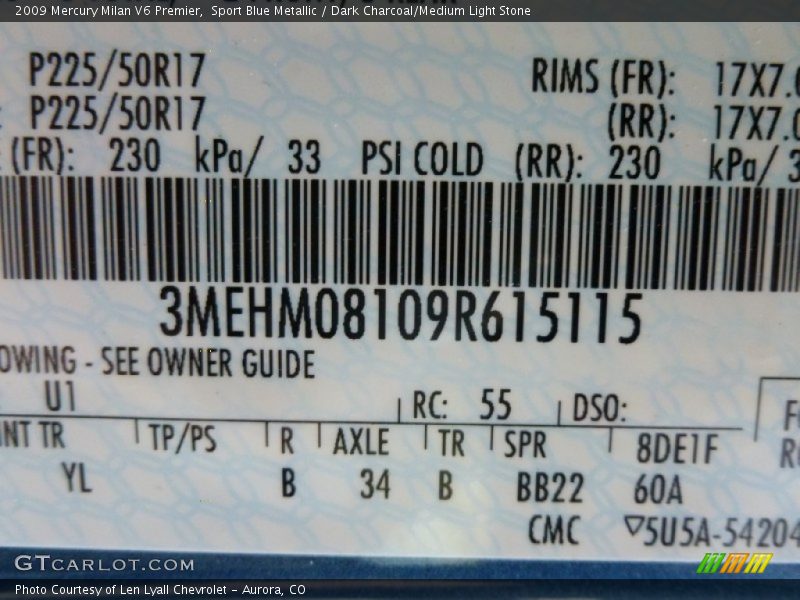 2009 Mercury Milan V6 Premier, Sport Blue Metallic / Dark Charcoal/Medium Light Stone
P225/50R17 RIMS (FR): 17X7.0
P225/50R17 (RR): 17X7.0
(FR): 230 kPa/ 33 PSI COLD (RR): 230 kPa/ 3
3MEHM08109R615115
OWING - SEE OWNER GUIDE
U1 RC: 55 DSO:
INT TR TP/PS R AXLE TR SPR 8DE1F
YL B 34 B BB22 60A
CMC ▽5U5A-54204
GTCARLOT.COM
Photo Courtesy of Len Lyall Chevrolet - Aurora, CO